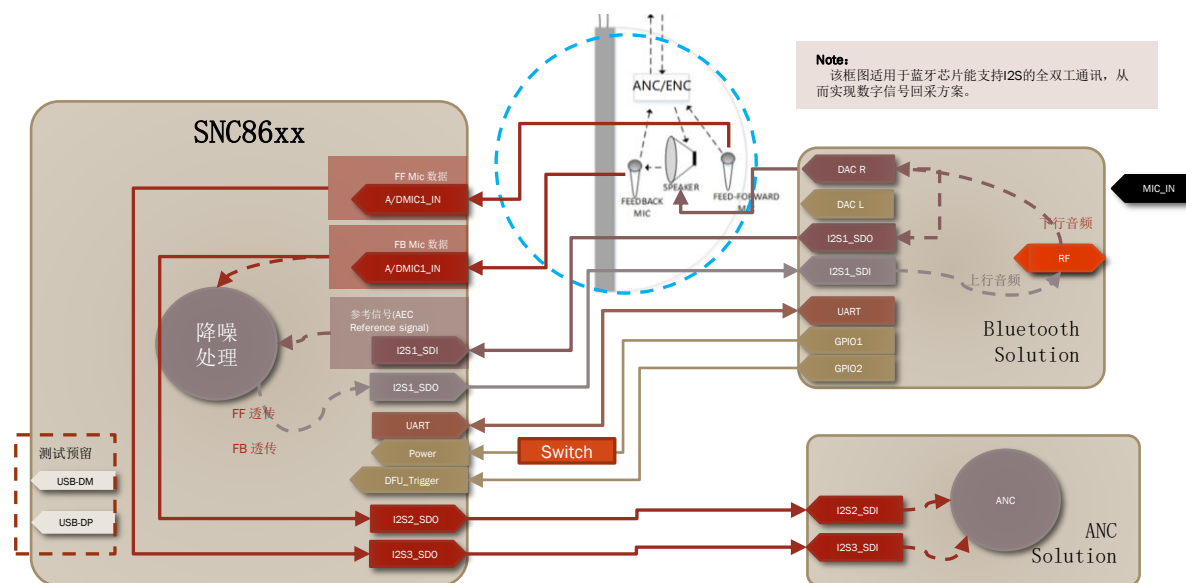 Note：
该框图适用于蓝牙芯片能支持I2S的全双工通讯，从
而实现数字信号回采方案。
SNC86xx
FF Mic 数据
A/DMIC1_IN
FB Mic 数据
A/DMIC1_IN
参考信号(AEC
Reference signal)
I2S1_SDI
I2S1_SDO
UART
Power
DFU_Trigger
I2S2_SDO
I2S3_SDO
降噪
处理
FF 透传
FB 透传
测试预留
USB-DM
USB-DP
ANC/ENC
SPEAKER
FEEDBACK
MIC
FEED-FORWARD
Switch
DAC R
DAC L
I2S1_SDO
I2S1_SDI
UART
GPIO1
GPIO2
下行音频
RF
上行音频
Bluetooth
Solution
MIC_IN
I2S2_SDI
I2S3_SDI
ANC
ANC
Solution